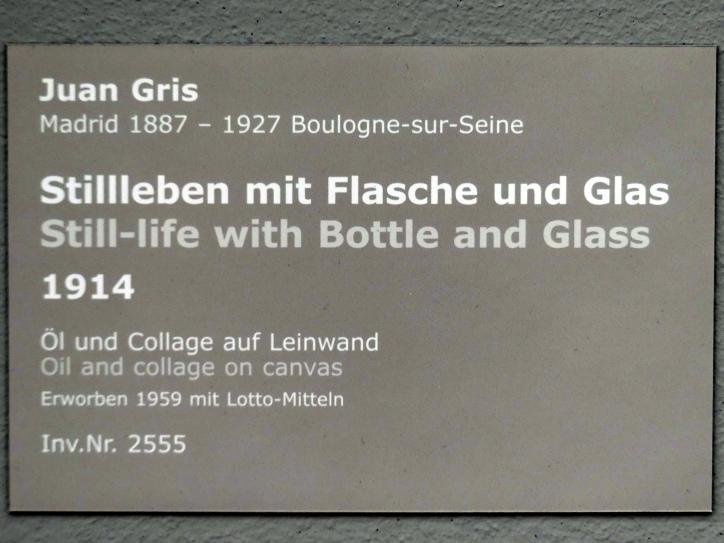 Juan Gris
Madrid 1887 – 1927 Boulogne-sur-Seine
Stillleben mit Flasche und Glas
Still-life with Bottle and Glass
1914
Öl und Collage auf Leinwand
Oil and collage on canvas
Erworben 1959 mit Lotto-Mitteln
Inv.Nr. 2555